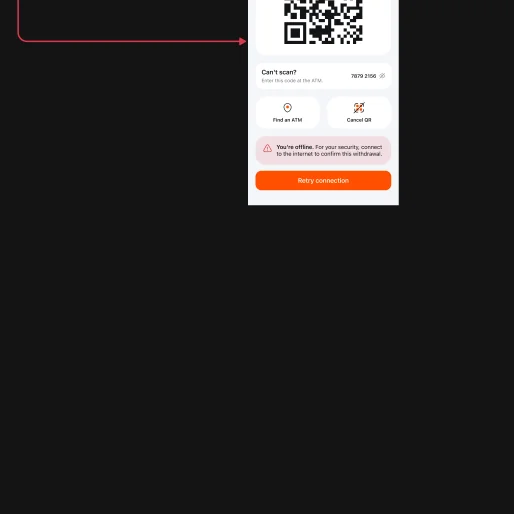 Can't scan?
Enter this code at the ATM.
7879 2156
Find an ATM
Cancel QR
You're offline. For your security, connect
to the internet to confirm this withdrawal.
Retry connection